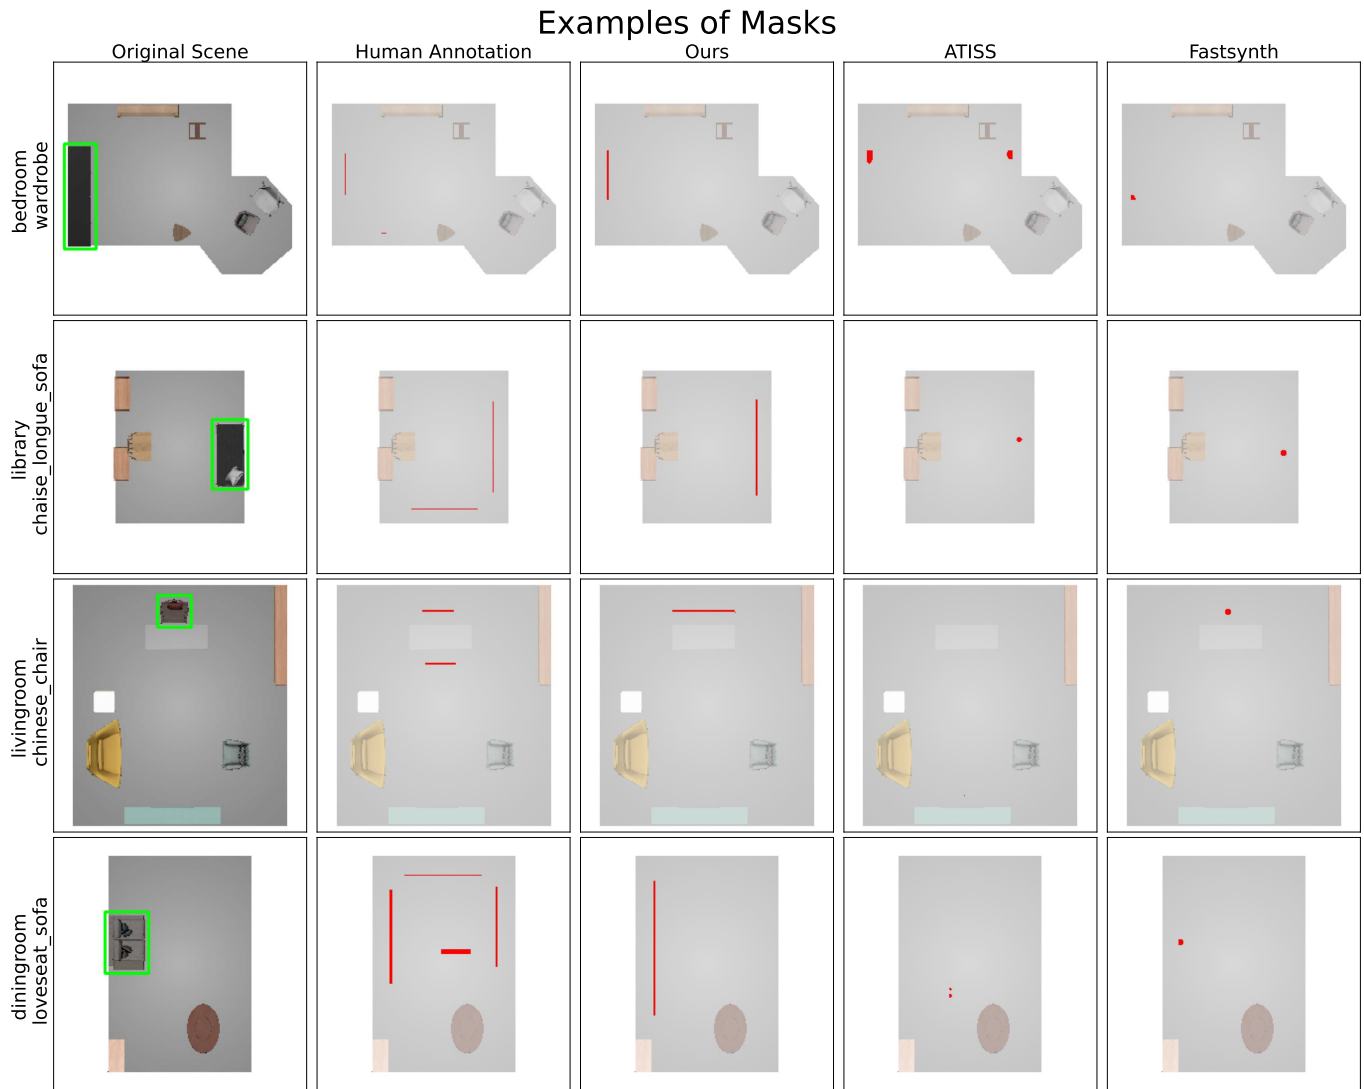 Examples of Masks
Original Scene
Human Annotation
Ours
ATISS
Fastsynth
bedroom
wardrobe
library
chaise_longue_sofa
livingroom
chinese_chair
diningroom
loveseat_sofa